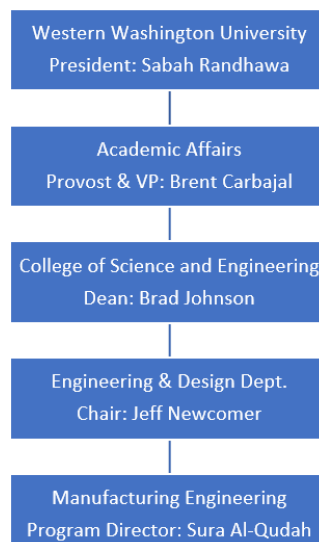 Western Washington University
President: Sabah Randhawa
Academic Affairs
Provost & VP: Brent Carbajal
College of Science and Engineering
Dean: Brad Johnson
Engineering & Design Dept.
Chair: Jeff Newcomer
Manufacturing Engineering
Program Director: Sura Al-Qudah